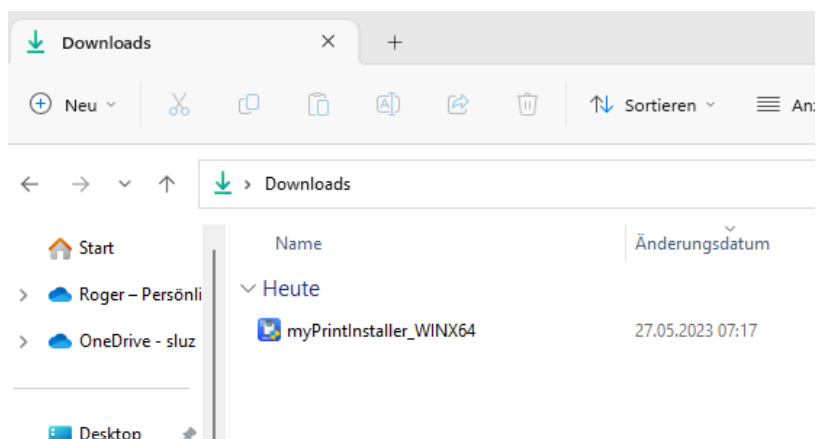 Downloads
Neu
Sortieren
Downloads
Start
Name
Änderungsdatum
Roger – Persönli
Heute
myPrintInstaller_WINX64
27.05.2023 07:17
OneDrive - sluz
Desktop